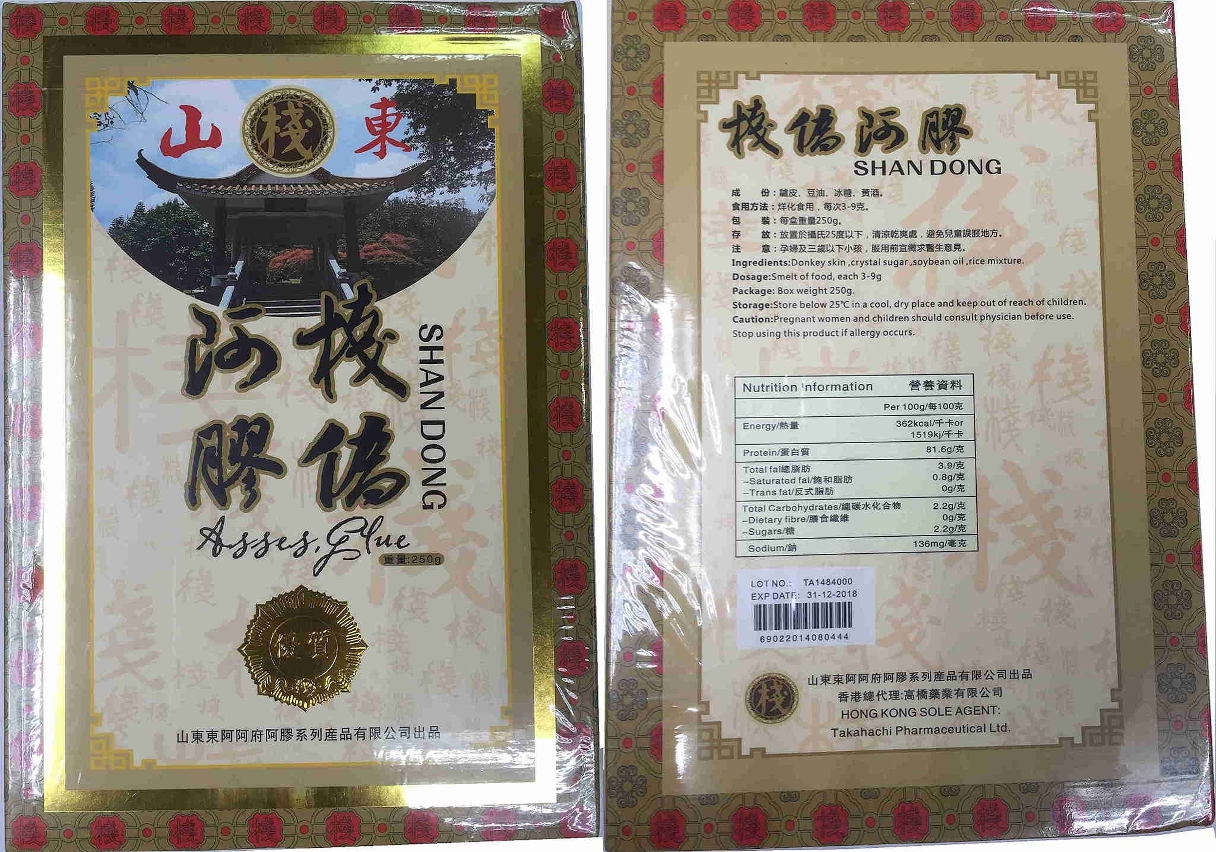 山 棧 東
棧僑
阿膠
SHAN DONG
Asses, Glue
重量:250g
優質
山東東阿阿府阿膠系列產品有限公司出品
棧僑阿膠
SHAN DONG
成 份：驢皮、豆油、冰糖、黃酒。
食用方法：烊化食用，每次3-9克。
包 裝：每盒重量250g。
存 放：放置於攝氏25度以下，清涼乾爽處，避免兒童誤服地方。
注 意：孕婦及三歲以下小孩，服用前宜徵求醫生意見。
Ingredients:Donkey skin ,crystal sugar ,soybean oil ,rice mixture.
Dosage:Smelt of food, each 3-9g
Package: Box weight 250g.
Storage:Store below 25℃ in a cool, dry place and keep out of reach of children.
Caution:Pregnant women and children should consult physician before use.
Stop using this product if allergy occurs.
Nutrition Information 營養資料
Per 100g/每100克
Energy/熱量 362kcal/千卡or
1519kj/千卡
Protein/蛋白質 81.6g/克
Total fat總脂肪 3.9/克
–Saturated fat/飽和脂肪 0.8g/克
–Trans fat/反式脂肪 0g/克
Total Carbohydrates/總碳水化合物 2.2g/克
–Dietary fibre/膳食纖維 0g/克
–Sugars/糖 2.2g/克
Sodium/鈉 136mg/毫克
LOT NO.: TA1484000
EXP DATE: 31-12-2018
69022014080444
棧
山東東阿阿府阿膠系列產品有限公司出品
香港總代理:高橋藥業有限公司
HONG KONG SOLE AGENT:
Takahachi Pharmaceutical Ltd.